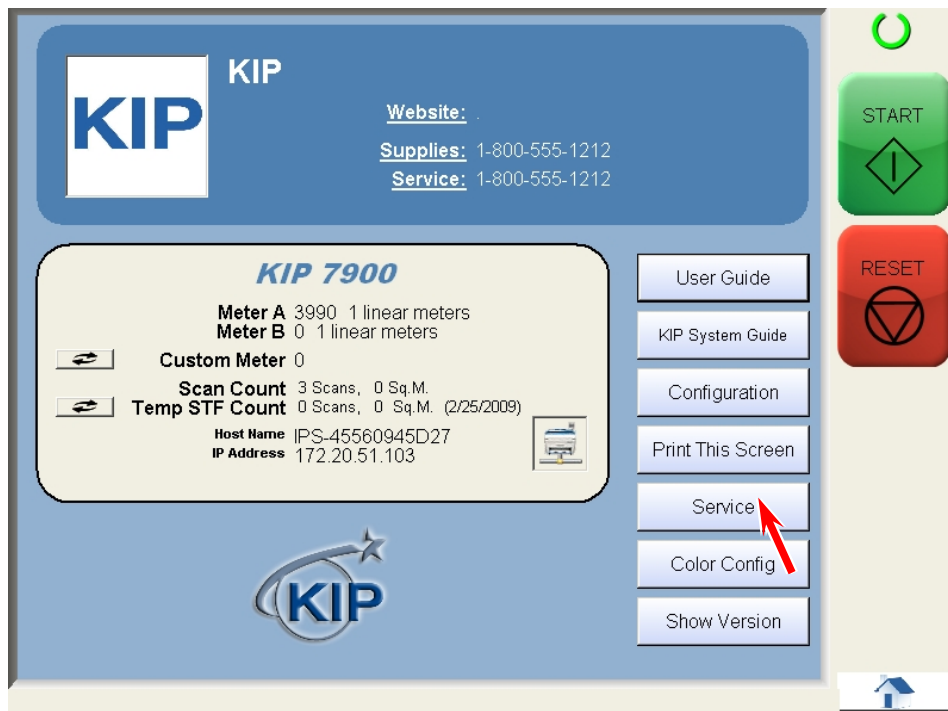 KIP
KIP
Website: .
Supplies: 1-800-555-1212
Service: 1-800-555-1212
START
RESET
KIP 7900
Meter A 3990 1 linear meters
Meter B 0 1 linear meters
Custom Meter 0
Scan Count 3 Scans, 0 Sq.M.
Temp STF Count 0 Scans, 0 Sq.M. (2/25/2009)
Host Name IPS-45560945D27
IP Address 172.20.51.103
User Guide
KIP System Guide
Configuration
Print This Screen
Service
Color Config
Show Version
KIP